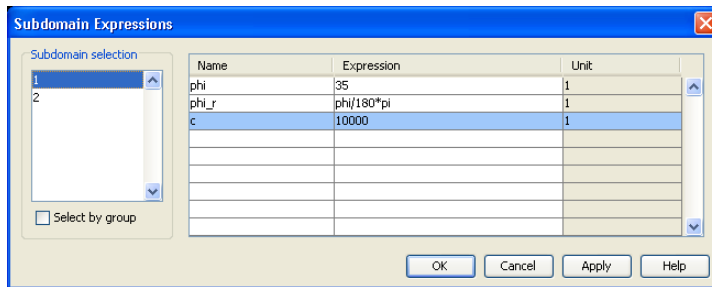 Subdomain Expressions
Subdomain selection
1
2
Select by group
Name Expression Unit
phi 35 1
phi_r phi/180*pi 1
c 10000 1
OK Cancel Apply Help